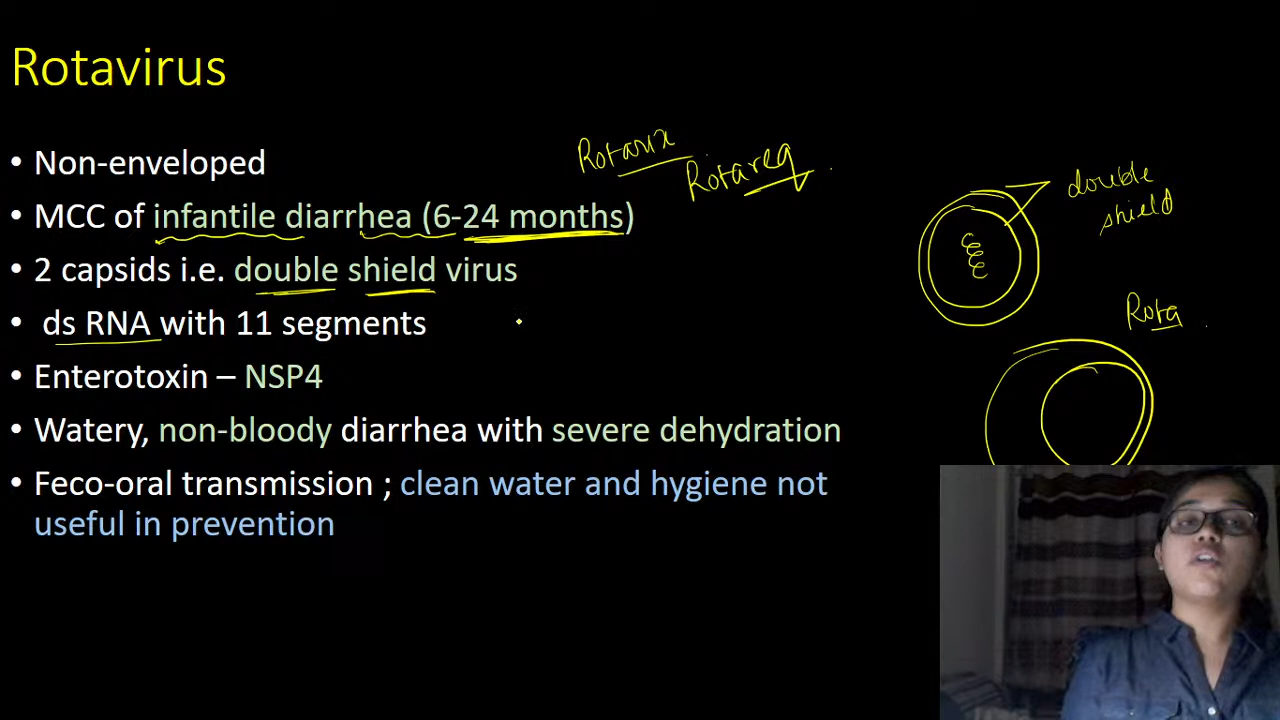 Rotavirus
• Non-enveloped
• MCC of infantile diarrhea (6-24 months)
• 2 capsids i.e. double shield virus
• ds RNA with 11 segments
• Enterotoxin – NSP4
• Watery, non-bloody diarrhea with severe dehydration
• Feco-oral transmission ; clean water and hygiene not
useful in prevention
Rotarix
Rotareq
double
shield
Rota